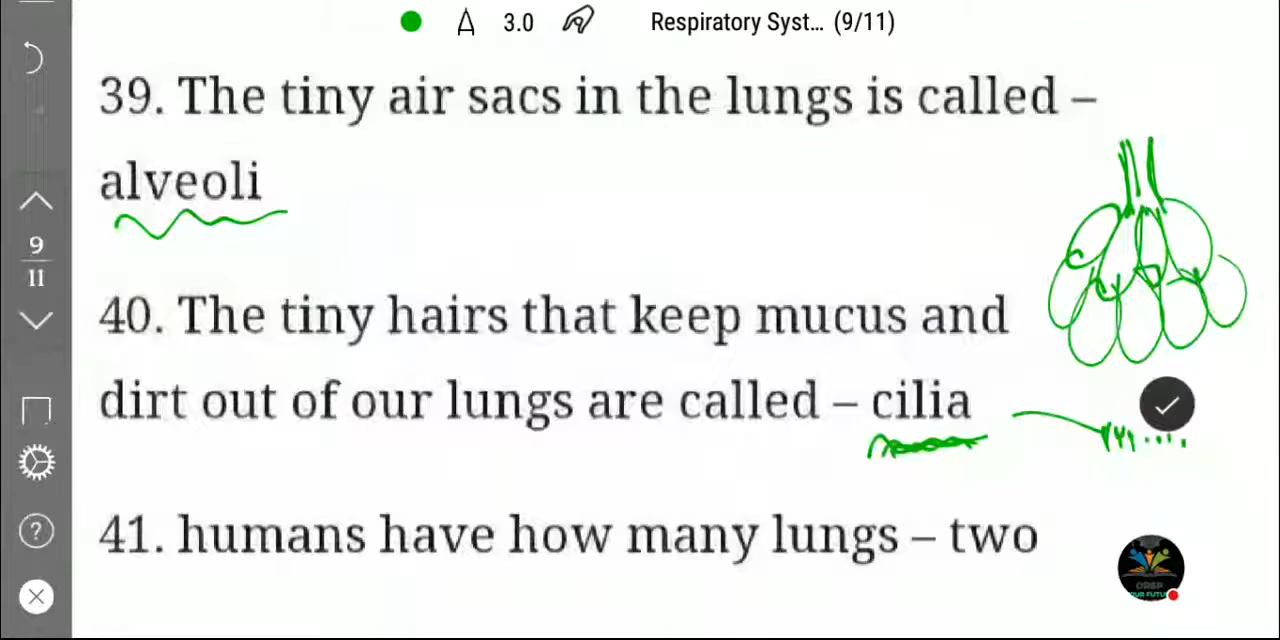 3.0 Respiratory Syst... (9/11)
39. The tiny air sacs in the lungs is called –
alveoli
9
11
40. The tiny hairs that keep mucus and
dirt out of our lungs are called – cilia
41. humans have how many lungs – two
?